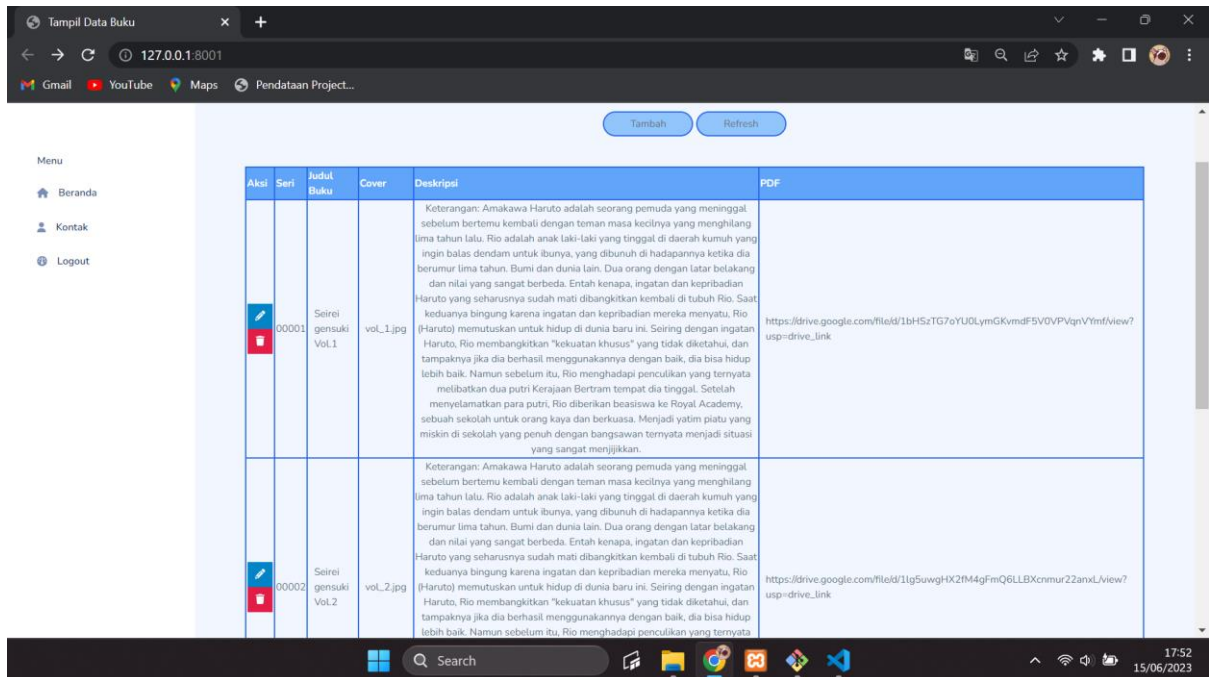 Tampil Data Buku
127.0.0.1:8001
Gmail
YouTube
Maps
Pendataan Project...
Tambah
Refresh
Menu
Beranda
Kontak
Logout
Aksi
Seri
Judul
Buku
Cover
Deskripsi
PDF
00001
Seirei
gensuki
Vol.1
vol_1.jpg
Keterangan: Amakawa Haruto adalah seorang pemuda yang meninggal
sebelum bertemu kembali dengan teman masa kecilnya yang menghilang
lima tahun lalu. Rio adalah anak laki-laki yang tinggal di daerah kumuh yang
ingin balas dendam untuk ibunya, yang dibunuh di hadapannya ketika dia
berumur lima tahun. Bumi dan dunia lain. Dua orang dengan latar belakang
dan nilai yang sangat berbeda. Entah kenapa, ingatan dan kepribadian
Haruto yang seharusnya sudah mati dibangkitkan kembali di tubuh Rio. Saat
keduanya bingung karena ingatan dan kepribadian mereka menyatu, Rio
(Haruto) memutuskan untuk hidup di dunia baru ini. Seiring dengan ingatan
Haruto, Rio membangkitkan "kekuatan khusus" yang tidak diketahui, dan
tampaknya jika dia berhasil menggunakannya dengan baik, dia bisa hidup
lebih baik. Namun sebelum itu, Rio menghadapi penculikan yang ternyata
melibatkan dua putri Kerajaan Bertram tempat dia tinggal. Setelah
menyelamatkan para putri, Rio diberikan beasiswa ke Royal Academy,
sebuah sekolah untuk orang kaya dan berkuasa. Menjadi yatim piatu yang
miskin di sekolah yang penuh dengan bangsawan ternyata menjadi situasi
yang sangat menjijikkan.
https://drive.google.com/file/d/1bHSzTG7oYU0LymGKvmdF5V0VPVqnVYmf/view?
usp=drive_link
00002
Seirei
gensuki
Vol.2
vol_2.jpg
Keterangan: Amakawa Haruto adalah seorang pemuda yang meninggal
sebelum bertemu kembali dengan teman masa kecilnya yang menghilang
lima tahun lalu. Rio adalah anak laki-laki yang tinggal di daerah kumuh yang
ingin balas dendam untuk ibunya, yang dibunuh di hadapannya ketika dia
berumur lima tahun. Bumi dan dunia lain. Dua orang dengan latar belakang
dan nilai yang sangat berbeda. Entah kenapa, ingatan dan kepribadian
Haruto yang seharusnya sudah mati dibangkitkan kembali di tubuh Rio. Saat
keduanya bingung karena ingatan dan kepribadian mereka menyatu, Rio
(Haruto) memutuskan untuk hidup di dunia baru ini. Seiring dengan ingatan
Haruto, Rio membangkitkan "kekuatan khusus" yang tidak diketahui, dan
tampaknya jika dia berhasil menggunakannya dengan baik, dia bisa hidup
lebih baik. Namun sebelum itu, Rio menghadapi penculikan yang ternyata
https://drive.google.com/file/d/1lg5uwgHX2fM4gFmQ6LLBXcnmur22anxL/view?
usp=drive_link
Search
17:52
15/06/2023